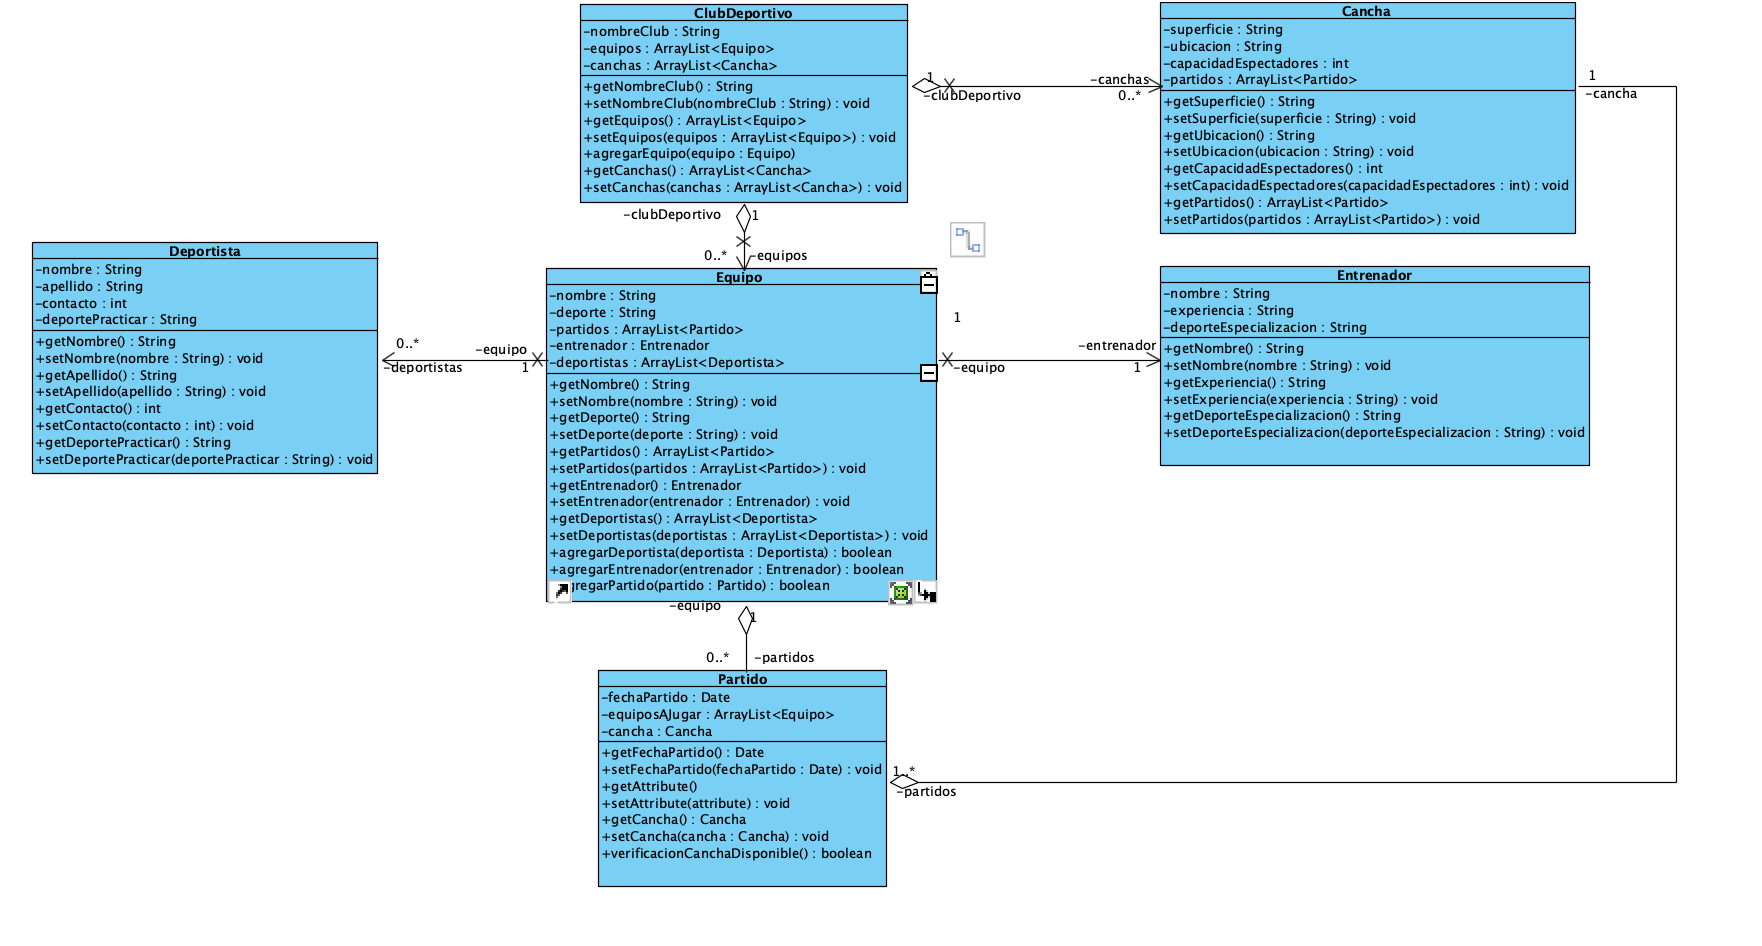 ClubDeportivo
-nombreClub : String
-equipos : ArrayList<Equipo>
-canchas : ArrayList<Cancha>
+getNombreClub() : String
+setNombreClub(nombreClub : String) : void
+getEquipos() : ArrayList<Equipo>
+setEquipos(equipos : ArrayList<Equipo>) : void
+agregarEquipo(equipo : Equipo)
+getCanchas() : ArrayList<Cancha>
+setCanchas(canchas : ArrayList<Cancha>) : void
1
-clubDeportivo
-canchas
0..*
Cancha
-superficie : String
-ubicacion : String
-capacidadEspectadores : int
-partidos : ArrayList<Partido>
+getSuperficie() : String
+setSuperficie(superficie : String) : void
+getUbicacion() : String
+setUbicacion(ubicacion : String) : void
+getCapacidadEspectadores() : int
+setCapacidadEspectadores(capacidadEspectadores : int) : void
+getPartidos() : ArrayList<Partido>
+setPartidos(partidos : ArrayList<Partido>) : void
1
-cancha
-clubDeportivo
1
0..*
-equipos
Deportista
-nombre : String
-apellido : String
-contacto : int
-deportePracticar : String
+getNombre() : String
+setNombre(nombre : String) : void
+getApellido() : String
+setApellido(apellido : String) : void
+getContacto() : int
+setContacto(contacto : int) : void
+getDeportePracticar() : String
+setDeportePracticar(deportePracticar : String) : void
0..*
-deportistas
-equipo
1
Equipo
-nombre : String
-deporte : String
-partidos : ArrayList<Partido>
-entrenador : Entrenador
-deportistas : ArrayList<Deportista>
+getNombre() : String
+setNombre(nombre : String) : void
+getDeporte() : String
+setDeporte(deporte : String) : void
+getPartidos() : ArrayList<Partido>
+setPartidos(partidos : ArrayList<Partido>) : void
+getEntrenador() : Entrenador
+setEntrenador(entrenador : Entrenador) : void
+getDeportistas() : ArrayList<Deportista>
+setDeportistas(deportistas : ArrayList<Deportista>) : void
+agregarDeportista(deportista : Deportista) : boolean
+agregarEntrenador(entrenador : Entrenador) : boolean
gregarPartido(partido : Partido) : boolean
1
-equipo
-entrenador
1
Entrenador
-nombre : String
-experiencia : String
-deporteEspecializacion : String
+getNombre() : String
+setNombre(nombre : String) : void
+getExperiencia() : String
+setExperiencia(experiencia : String) : void
+getDeporteEspecializacion() : String
+setDeporteEspecializacion(deporteEspecializacion : String) : void
-equipo
1
0..*
-partidos
Partido
-fechaPartido : Date
-equiposAJugar : ArrayList<Equipo>
-cancha : Cancha
+getFechaPartido() : Date
+setFechaPartido(fechaPartido : Date) : void
+getAttribute()
+setAttribute(attribute) : void
+getCancha() : Cancha
+setCancha(cancha : Cancha) : void
+verificacionCanchaDisponible() : boolean
1..*
-partidos